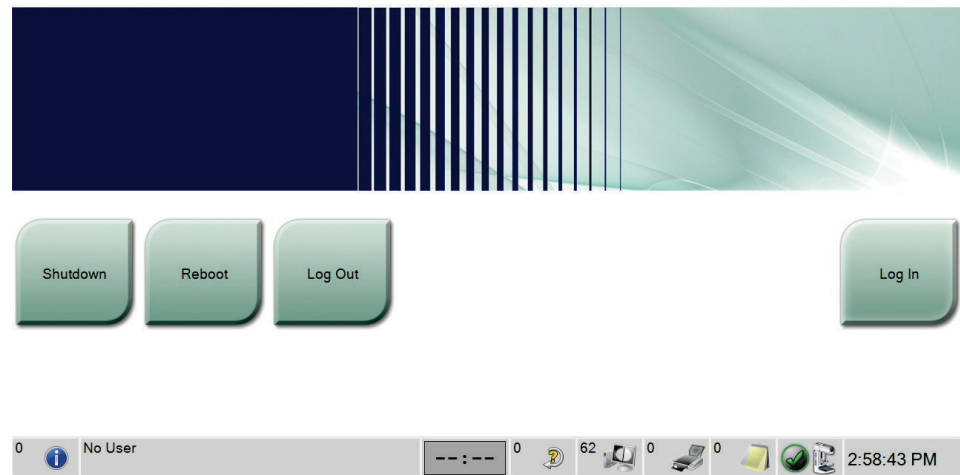 Shutdown
Reboot
Log Out
Log In
0
No User
--:--
0
62
0
0
2:58:43 PM